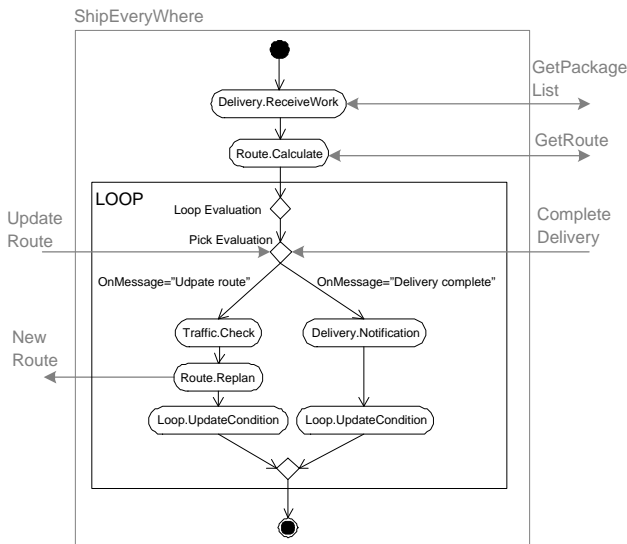 ShipEveryWhere
GetPackage
List
Delivery.ReceiveWork
GetRoute
Route.Calculate
LOOP
Loop Evaluation
Update
Route
Complete
Delivery
Pick Evaluation
OnMessage="Udpate route"
OnMessage="Delivery complete"
Traffic.Check
Delivery.Notification
New
Route
Route.Replan
Loop.UpdateCondition
Loop.UpdateCondition